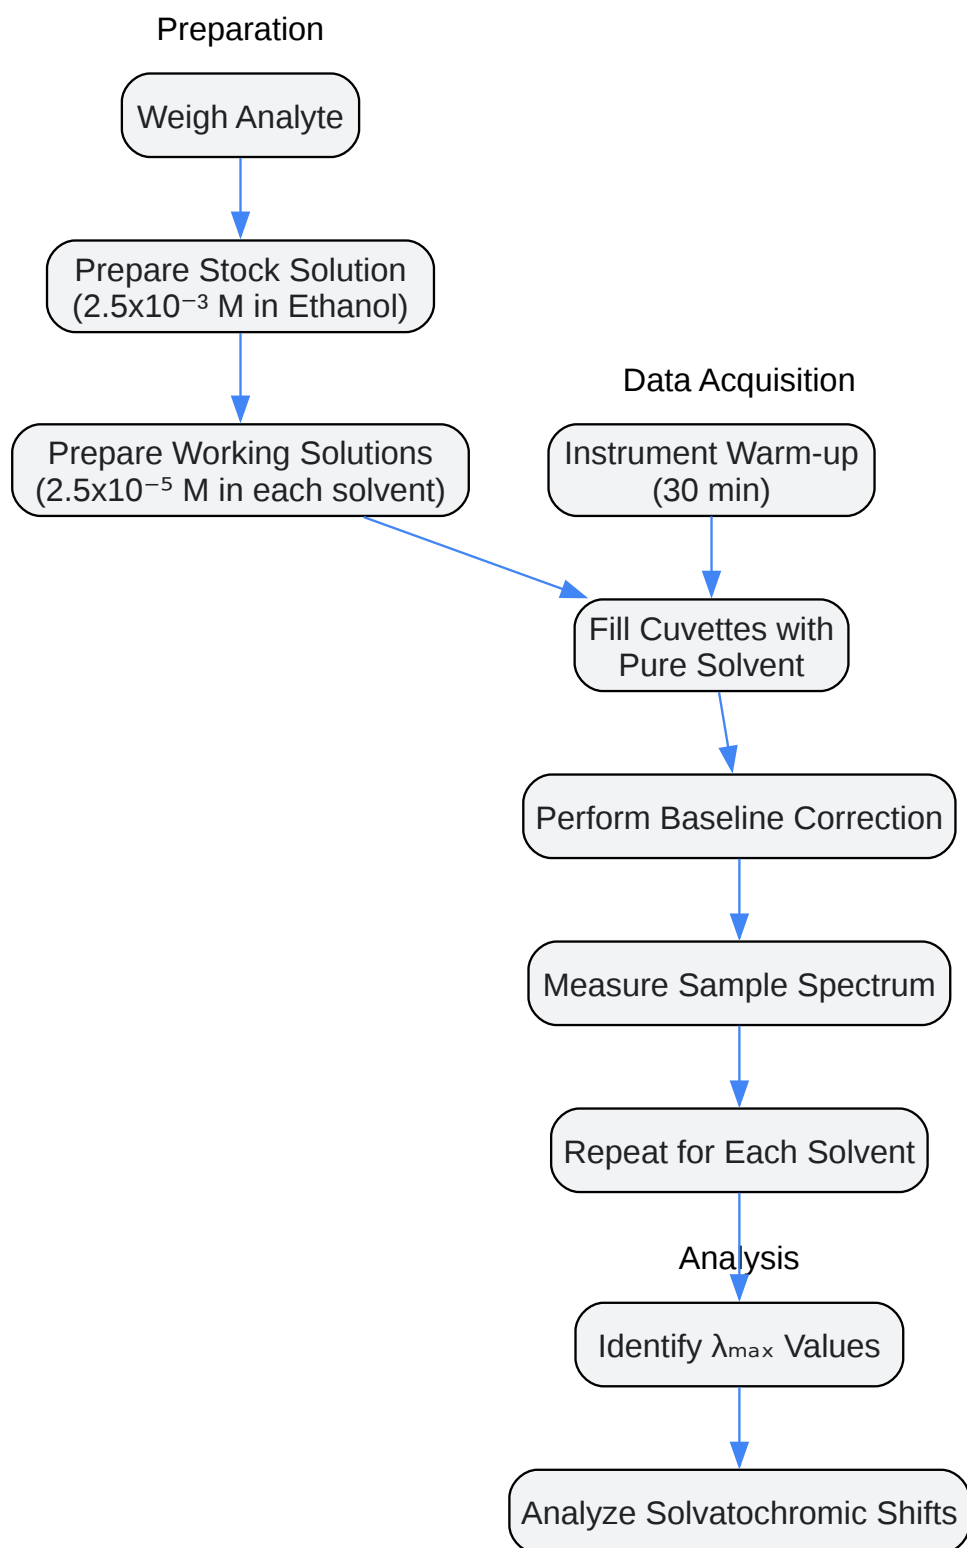 Preparation
Weigh Analyte
Prepare Stock Solution
(2.5x10⁻³ M in Ethanol)
Prepare Working Solutions
(2.5x10⁻⁵ M in each solvent)
Data Acquisition
Instrument Warm-up
(30 min)
Fill Cuvettes with
Pure Solvent
Perform Baseline Correction
Measure Sample Spectrum
Repeat for Each Solvent
Analysis
Identify λₘₐₓ Values
Analyze Solvatochromic Shifts